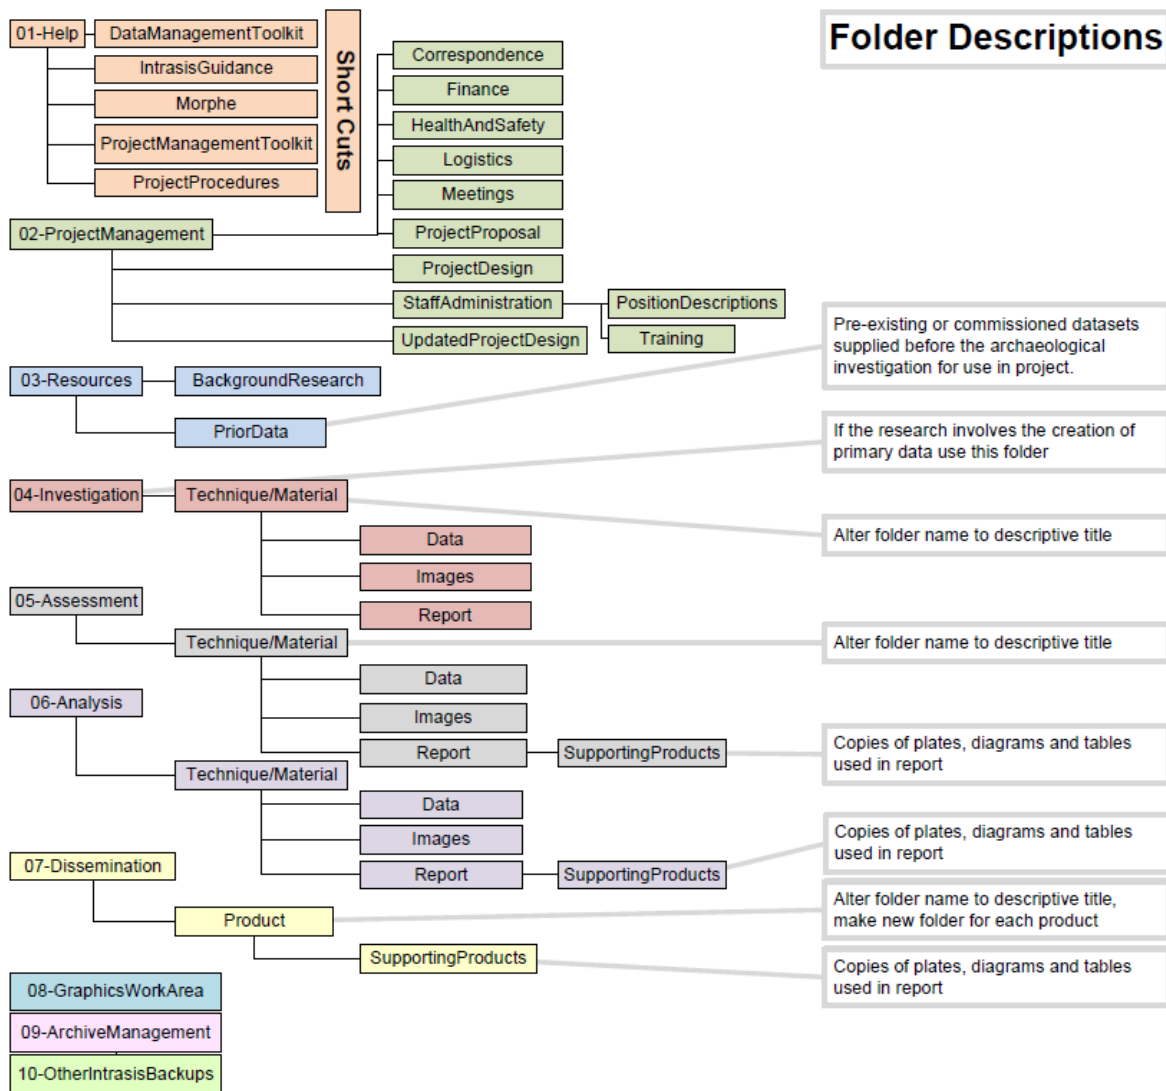 Folder Descriptions
01-Help
DataManagementToolkit
IntrasisGuidance
Morphe
ProjectManagementToolkit
ProjectProcedures
Short Cuts
Correspondence
Finance
HealthAndSafety
Logistics
Meetings
02-ProjectManagement
ProjectProposal
ProjectDesign
StaffAdministration
PositionDescriptions
Training
UpdatedProjectDesign
Pre-existing or commissioned datasets
supplied before the archaeological
investigation for use in project.
03-Resources
BackgroundResearch
PriorData
If the research involves the creation of
primary data use this folder
04-Investigation
Technique/Material
Data
Images
Report
Alter folder name to descriptive title
05-Assessment
Technique/Material
Alter folder name to descriptive title
Data
Images
Report
SupportingProducts
Copies of plates, diagrams and tables
used in report
06-Analysis
Technique/Material
Data
Images
Report
SupportingProducts
Copies of plates, diagrams and tables
used in report
07-Dissemination
Product
Alter folder name to descriptive title,
make new folder for each product
SupportingProducts
Copies of plates, diagrams and tables
used in report
08-GraphicsWorkArea
09-ArchiveManagement
10-OtherIntrasisBackups